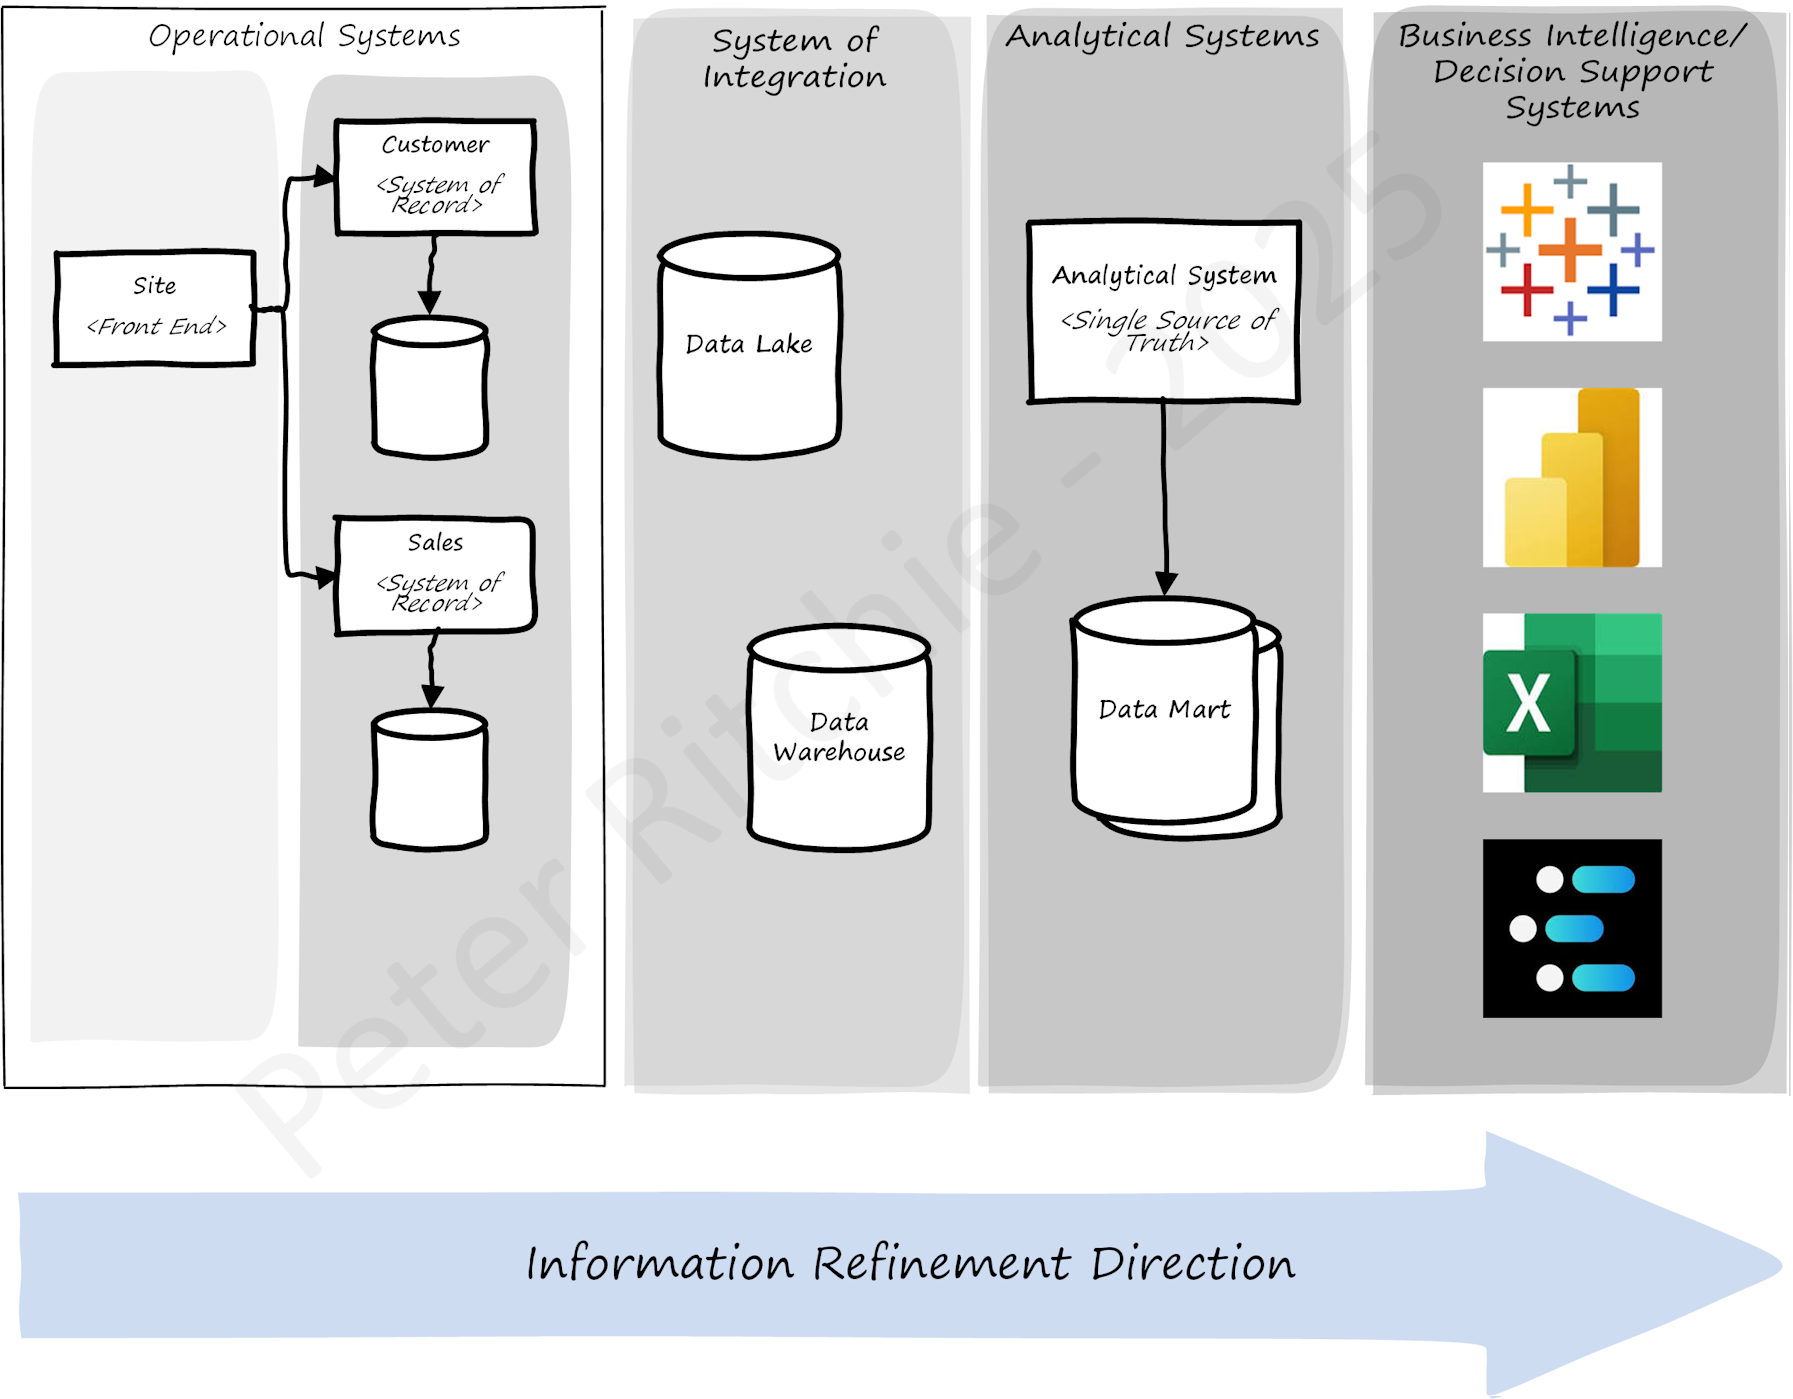 Operational Systems
Customer
<System of
Record>
Site
<Front End>
Sales
<System of
Record>
System of
Integration
Data Lake
Data
Warehouse
Analytical Systems
Analytical System
<Single Source of
Truth>
Data Mart
Business Intelligence/
Decision Support
Systems
X
Peter Ritchie - 2025
Information Refinement Direction